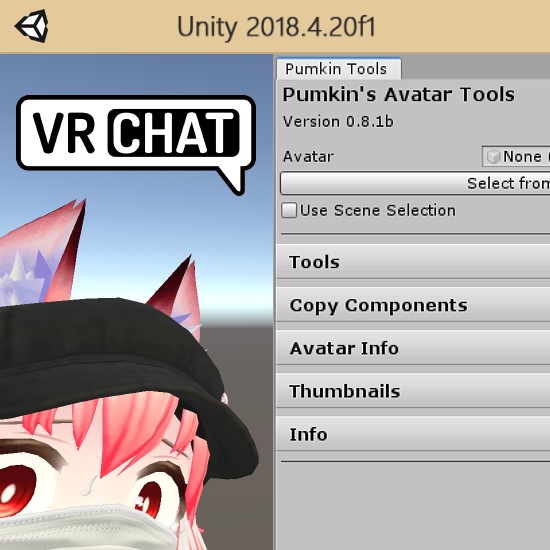 Unity 2018.4.20f1
VR CHAT
Pumkin Tools
Pumkin's Avatar Tools
Version 0.8.1b
Avatar
None (
Select from
Use Scene Selection
Tools
Copy Components
Avatar Info
Thumbnails
Info